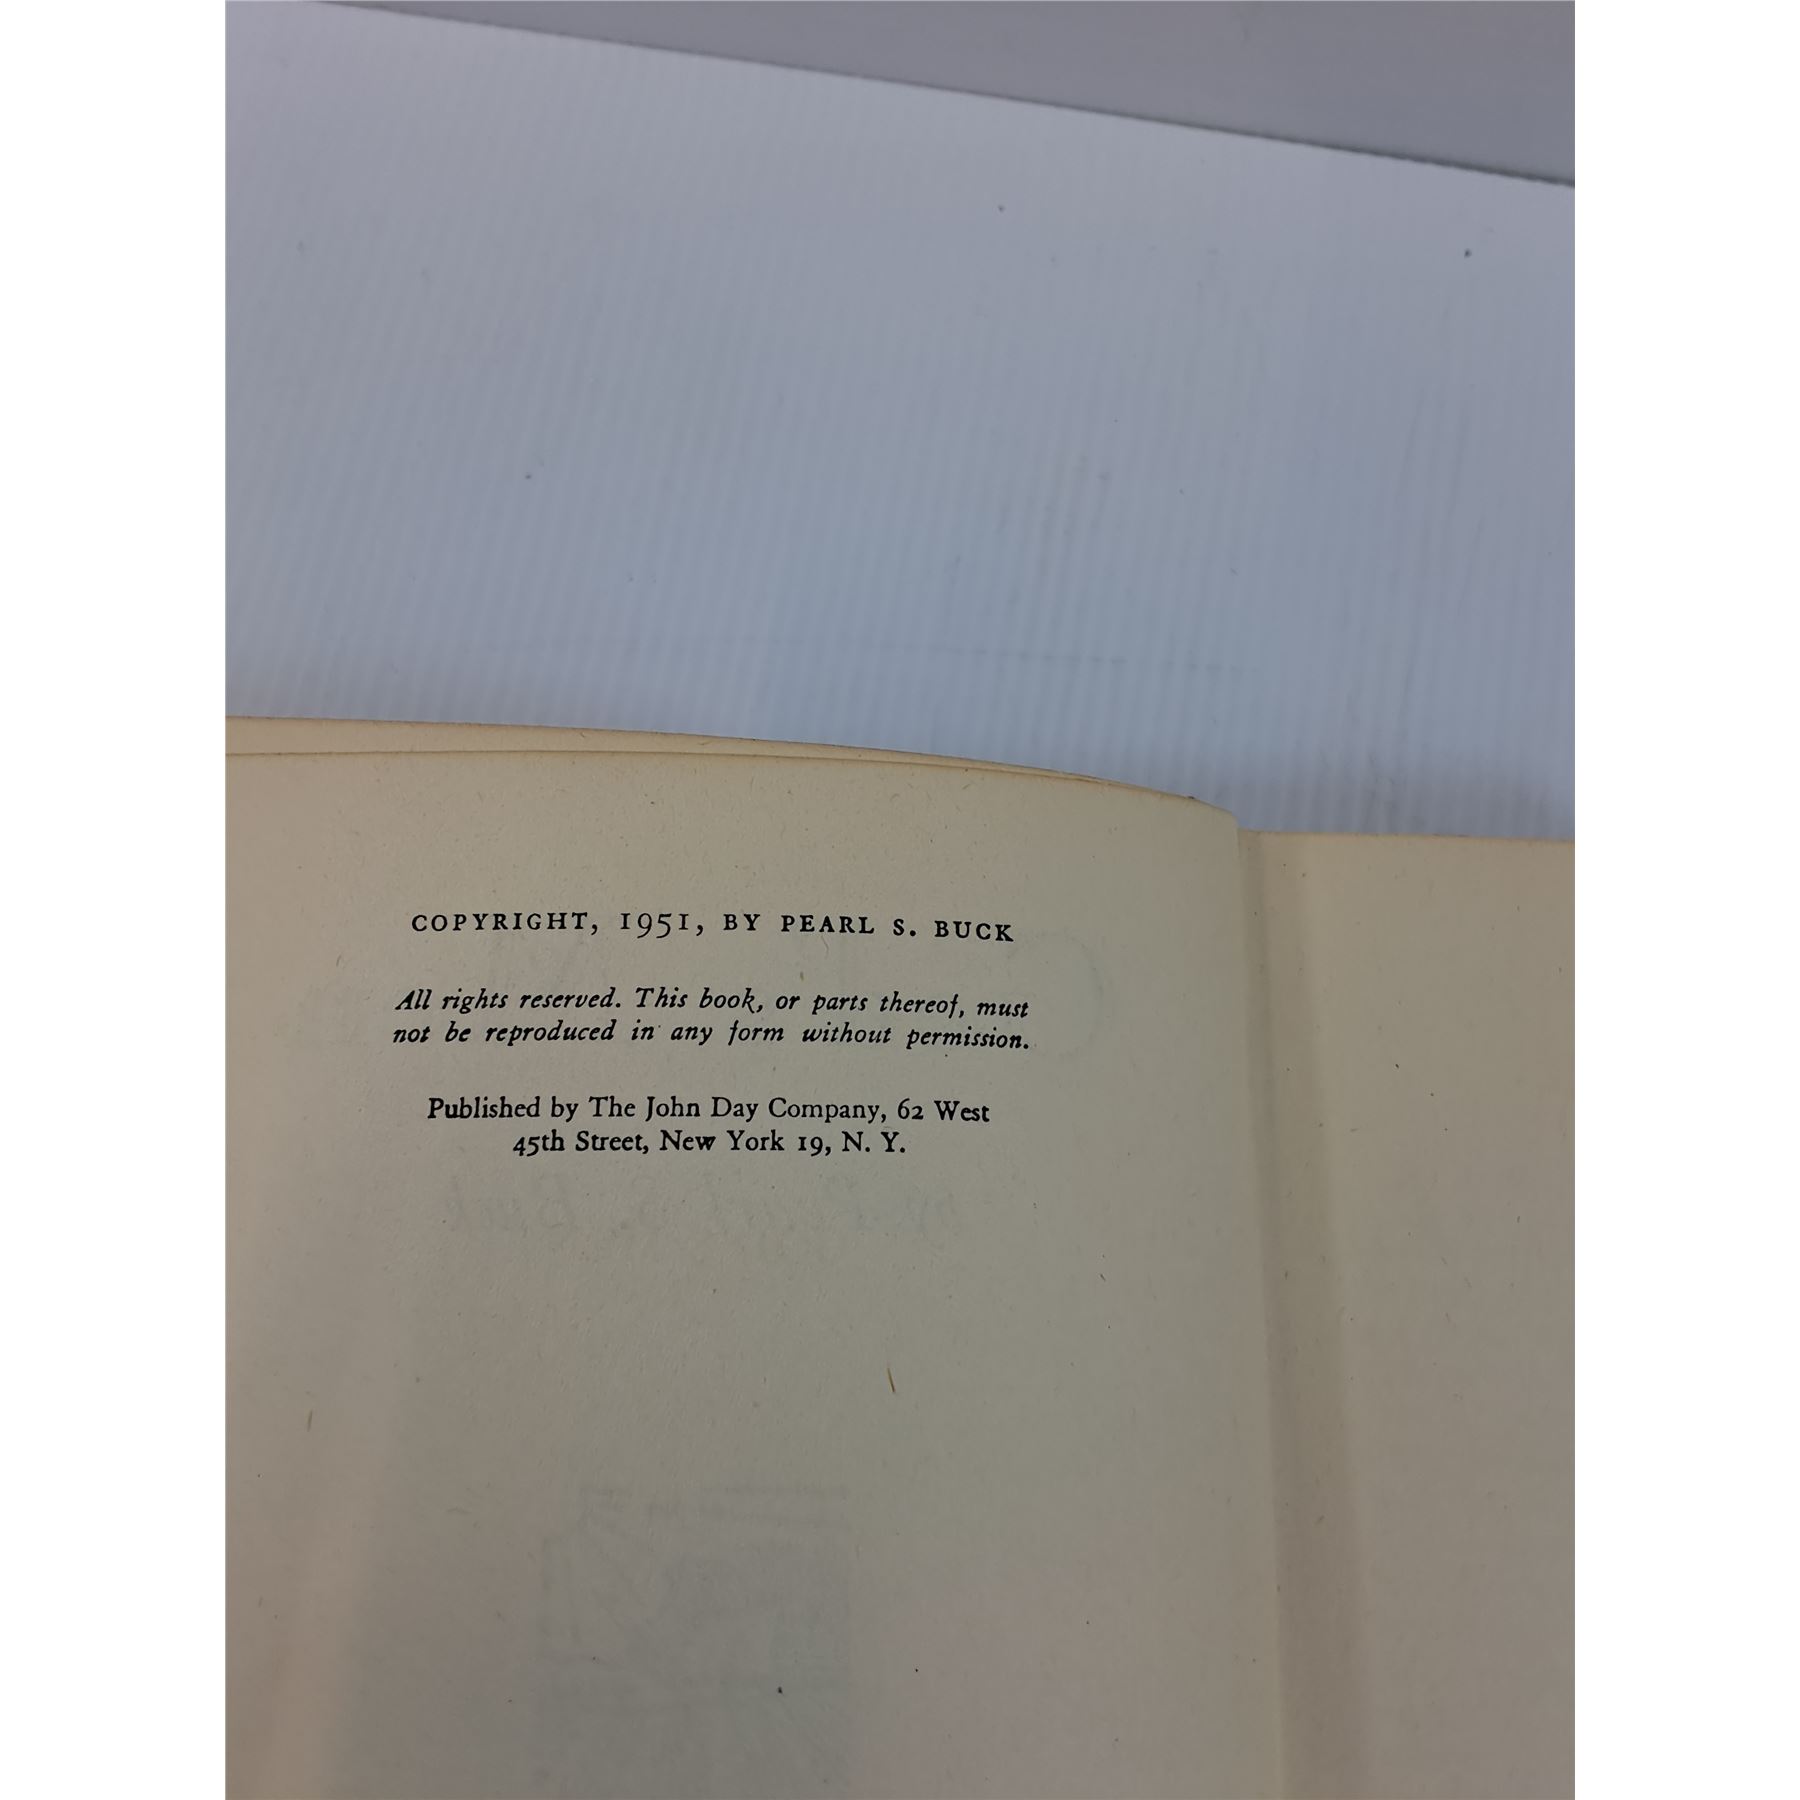 COPYRIGHT, 1951, BY PEARL S. BUCK
All rights reserved. This book, or parts thereof, must
not be reproduced in any form without permission.
Published by The John Day Company, 62 West
45th Street, New York 19, N. Y.